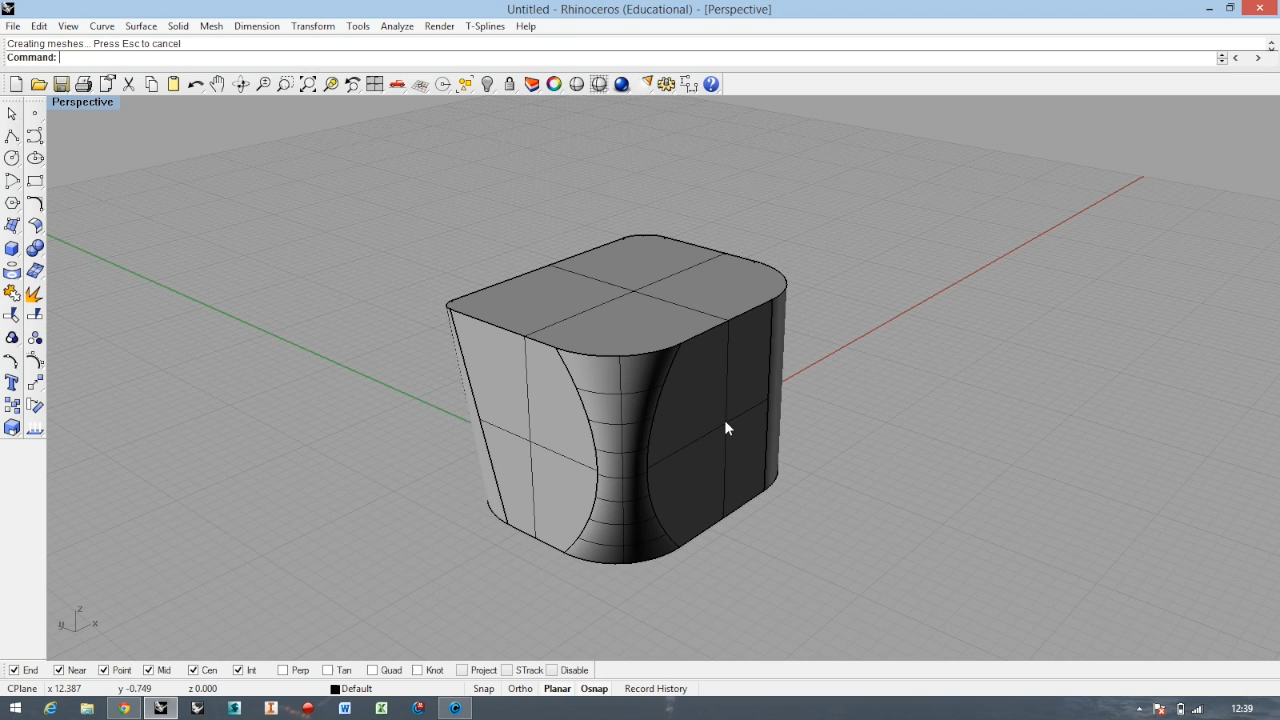 Untitled - Rhinoceros (Educational) - [Perspective]
File Edit View Curve Surface Solid Mesh Dimension Transform Tools Analyze Render T-Splines Help
Creating meshes... Press Esc to cancel
Command:
Perspective
z
y x
End Near Point Mid Cen Int Perp Tan Quad Knot Project STrack Disable
CPlane x 12.387 y -0.749 z 0.000 Default Snap Ortho Planar Osnap Record History
12:39